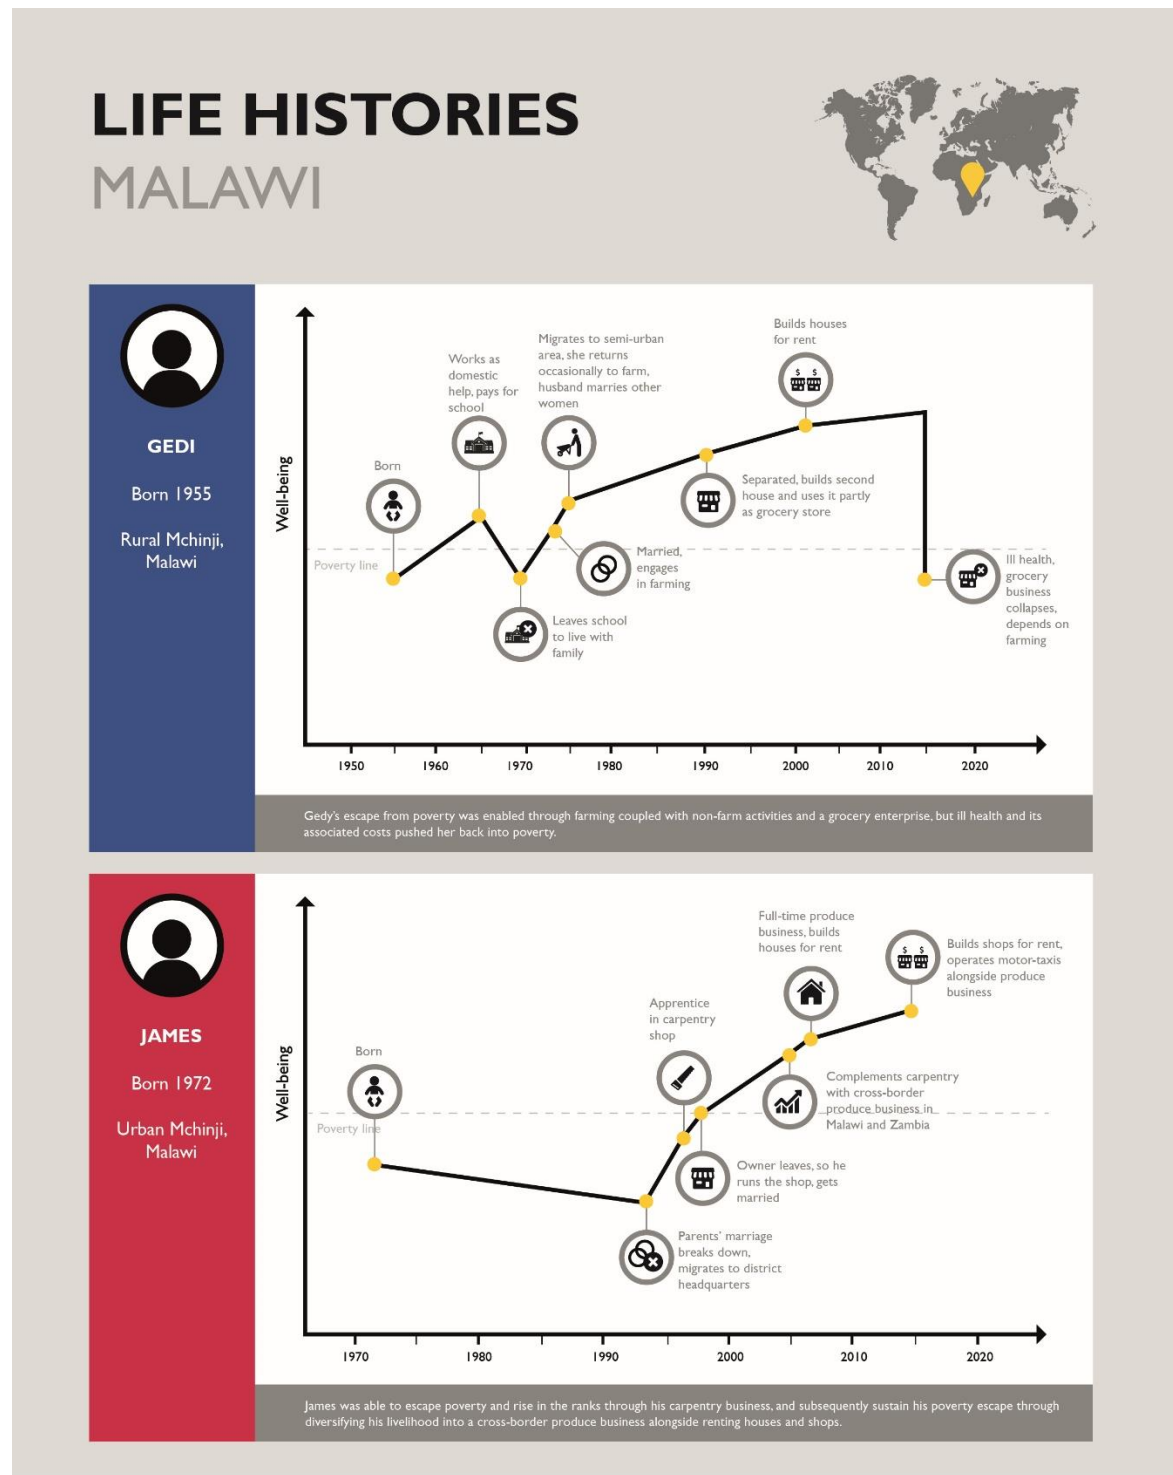 LIFE HISTORIES
MALAWI
GEDI
Born 1955
Rural Mchinji,
Malawi
Well-being
Poverty line
Born
Works as
domestic
help, pays for
school
Leaves school
to live with
family
Married,
engages
in farming
Migrates to semi-urban
area, she returns
occasionally to farm,
husband marries other
women
Separated, builds second
house and uses it partly
as grocery store
Builds houses
for rent
$ $
Ill health,
grocery
business
collapses,
depends on
farming
1950 1960 1970 1980 1990 2000 2010 2020
Gedy's escape from poverty was enabled through farming coupled with non-farm activities and a grocery enterprise, but ill health and its
associated costs pushed her back into poverty.
JAMES
Born 1972
Urban Mchinji,
Malawi
Well-being
Poverty line
Born
Parents' marriage
breaks down,
migrates to district
headquarters
Apprentice
in carpentry
shop
Owner leaves, so he
runs the shop, gets
married
Complements carpentry
with cross-border
produce business in
Malawi and Zambia
Full-time produce
business, builds
houses for rent
$ $
Builds shops for rent,
operates motor-taxis
alongside produce
business
1970 1980 1990 2000 2010 2020
James was able to escape poverty and rise in the ranks through his carpentry business, and subsequently sustain his poverty escape through
diversifying his livelihood into a cross-border produce business alongside renting houses and shops.